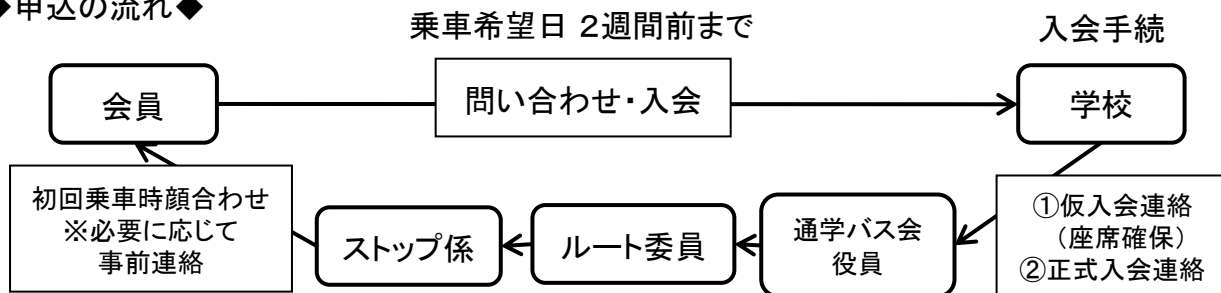 ◆申込の流れ◆
乗車希望日 2週間前まで
入会手続
会員
問い合わせ・入会
学校
初回乗車時顔合わせ
※必要に応じて
事前連絡
ストップ係
ルート委員
通学バス会
役員
①仮入会連絡
（座席確保）
②正式入会連絡